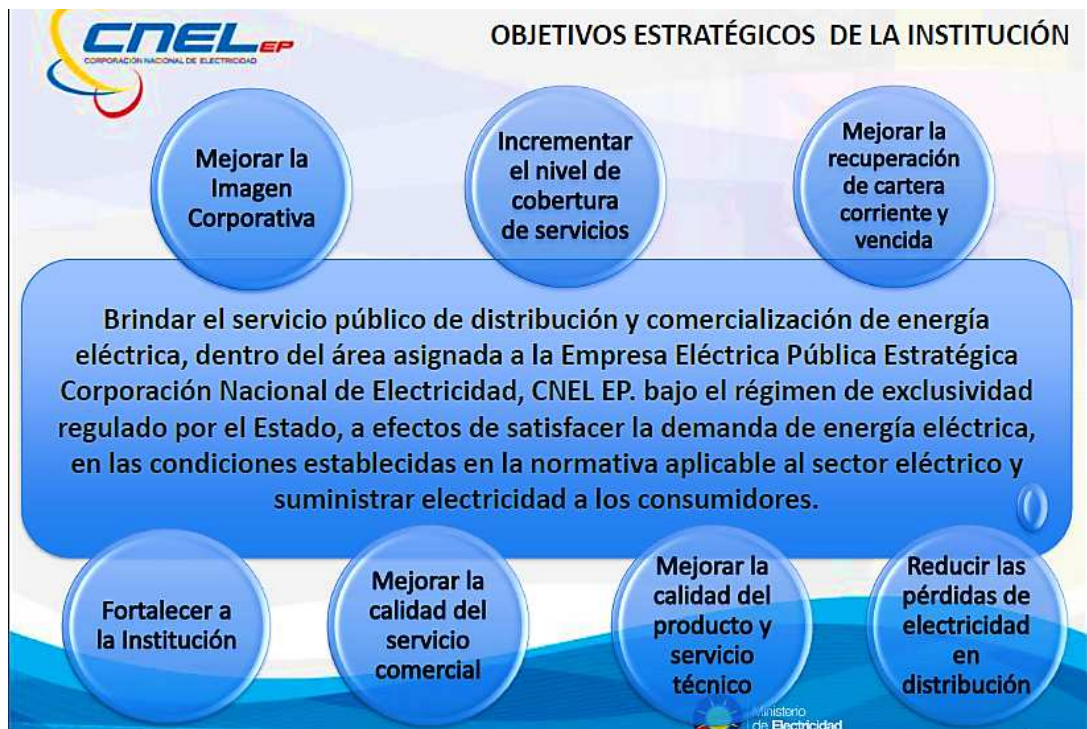 CNEL EP
CORPORACIÓN NACIONAL DE ELECTRICIDAD
OBJETIVOS ESTRATÉGICOS DE LA INSTITUCIÓN
Mejorar la
Imagen
Corporativa
Incrementar
el nivel de
cobertura
de servicios
Mejorar la
recuperación
de cartera
corriente y
vencida
Brindar el servicio público de distribución y comercialización de energía
eléctrica, dentro del área asignada a la Empresa Eléctrica Pública Estratégica
Corporación Nacional de Electricidad, CNEL EP. bajo el régimen de exclusividad
regulado por el Estado, a efectos de satisfacer la demanda de energía eléctrica,
en las condiciones establecidas en la normativa aplicable al sector eléctrico y
suministrar electricidad a los consumidores.
Fortalecer a
la Institución
Mejorar la
calidad del
servicio
comercial
Mejorar la
calidad del
producto y
servicio
técnico
Reducir las
pérdidas de
electricidad
en
distribución
Ministerio
de Electricidad